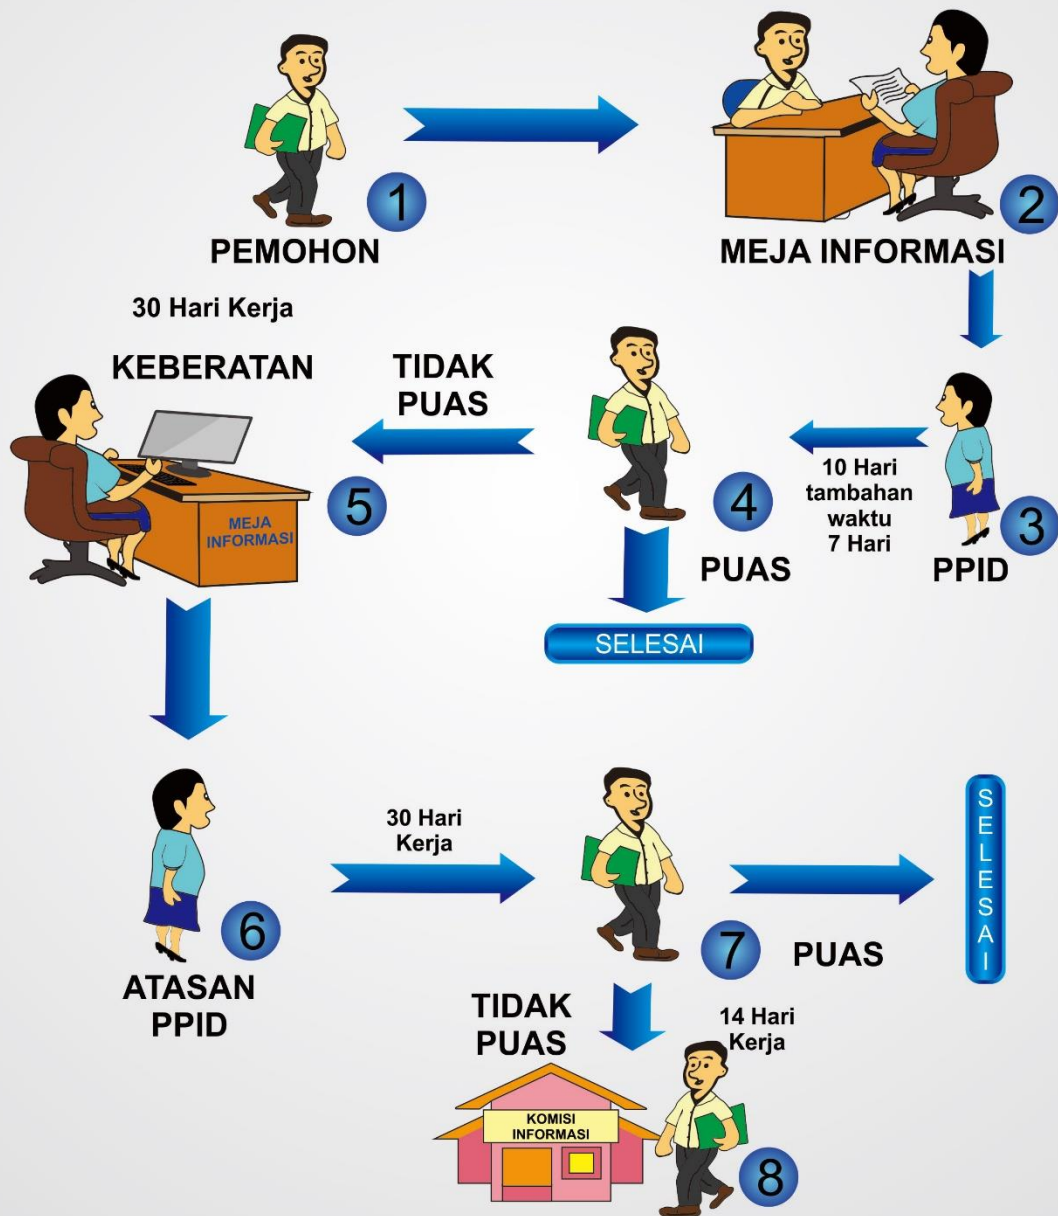 1
PEMOHON
2
MEJA INFORMASI
30 Hari Kerja
KEBERATAN
TIDAK
PUAS
5
MEJA
INFORMASI
4
PUAS
10 Hari
tambahan
waktu
7 Hari
3
PPID
SELESAI
6
ATASAN
PPID
30 Hari
Kerja
7
PUAS
SELESAI
TIDAK
PUAS
14 Hari
Kerja
KOMISI
INFORMASI
8